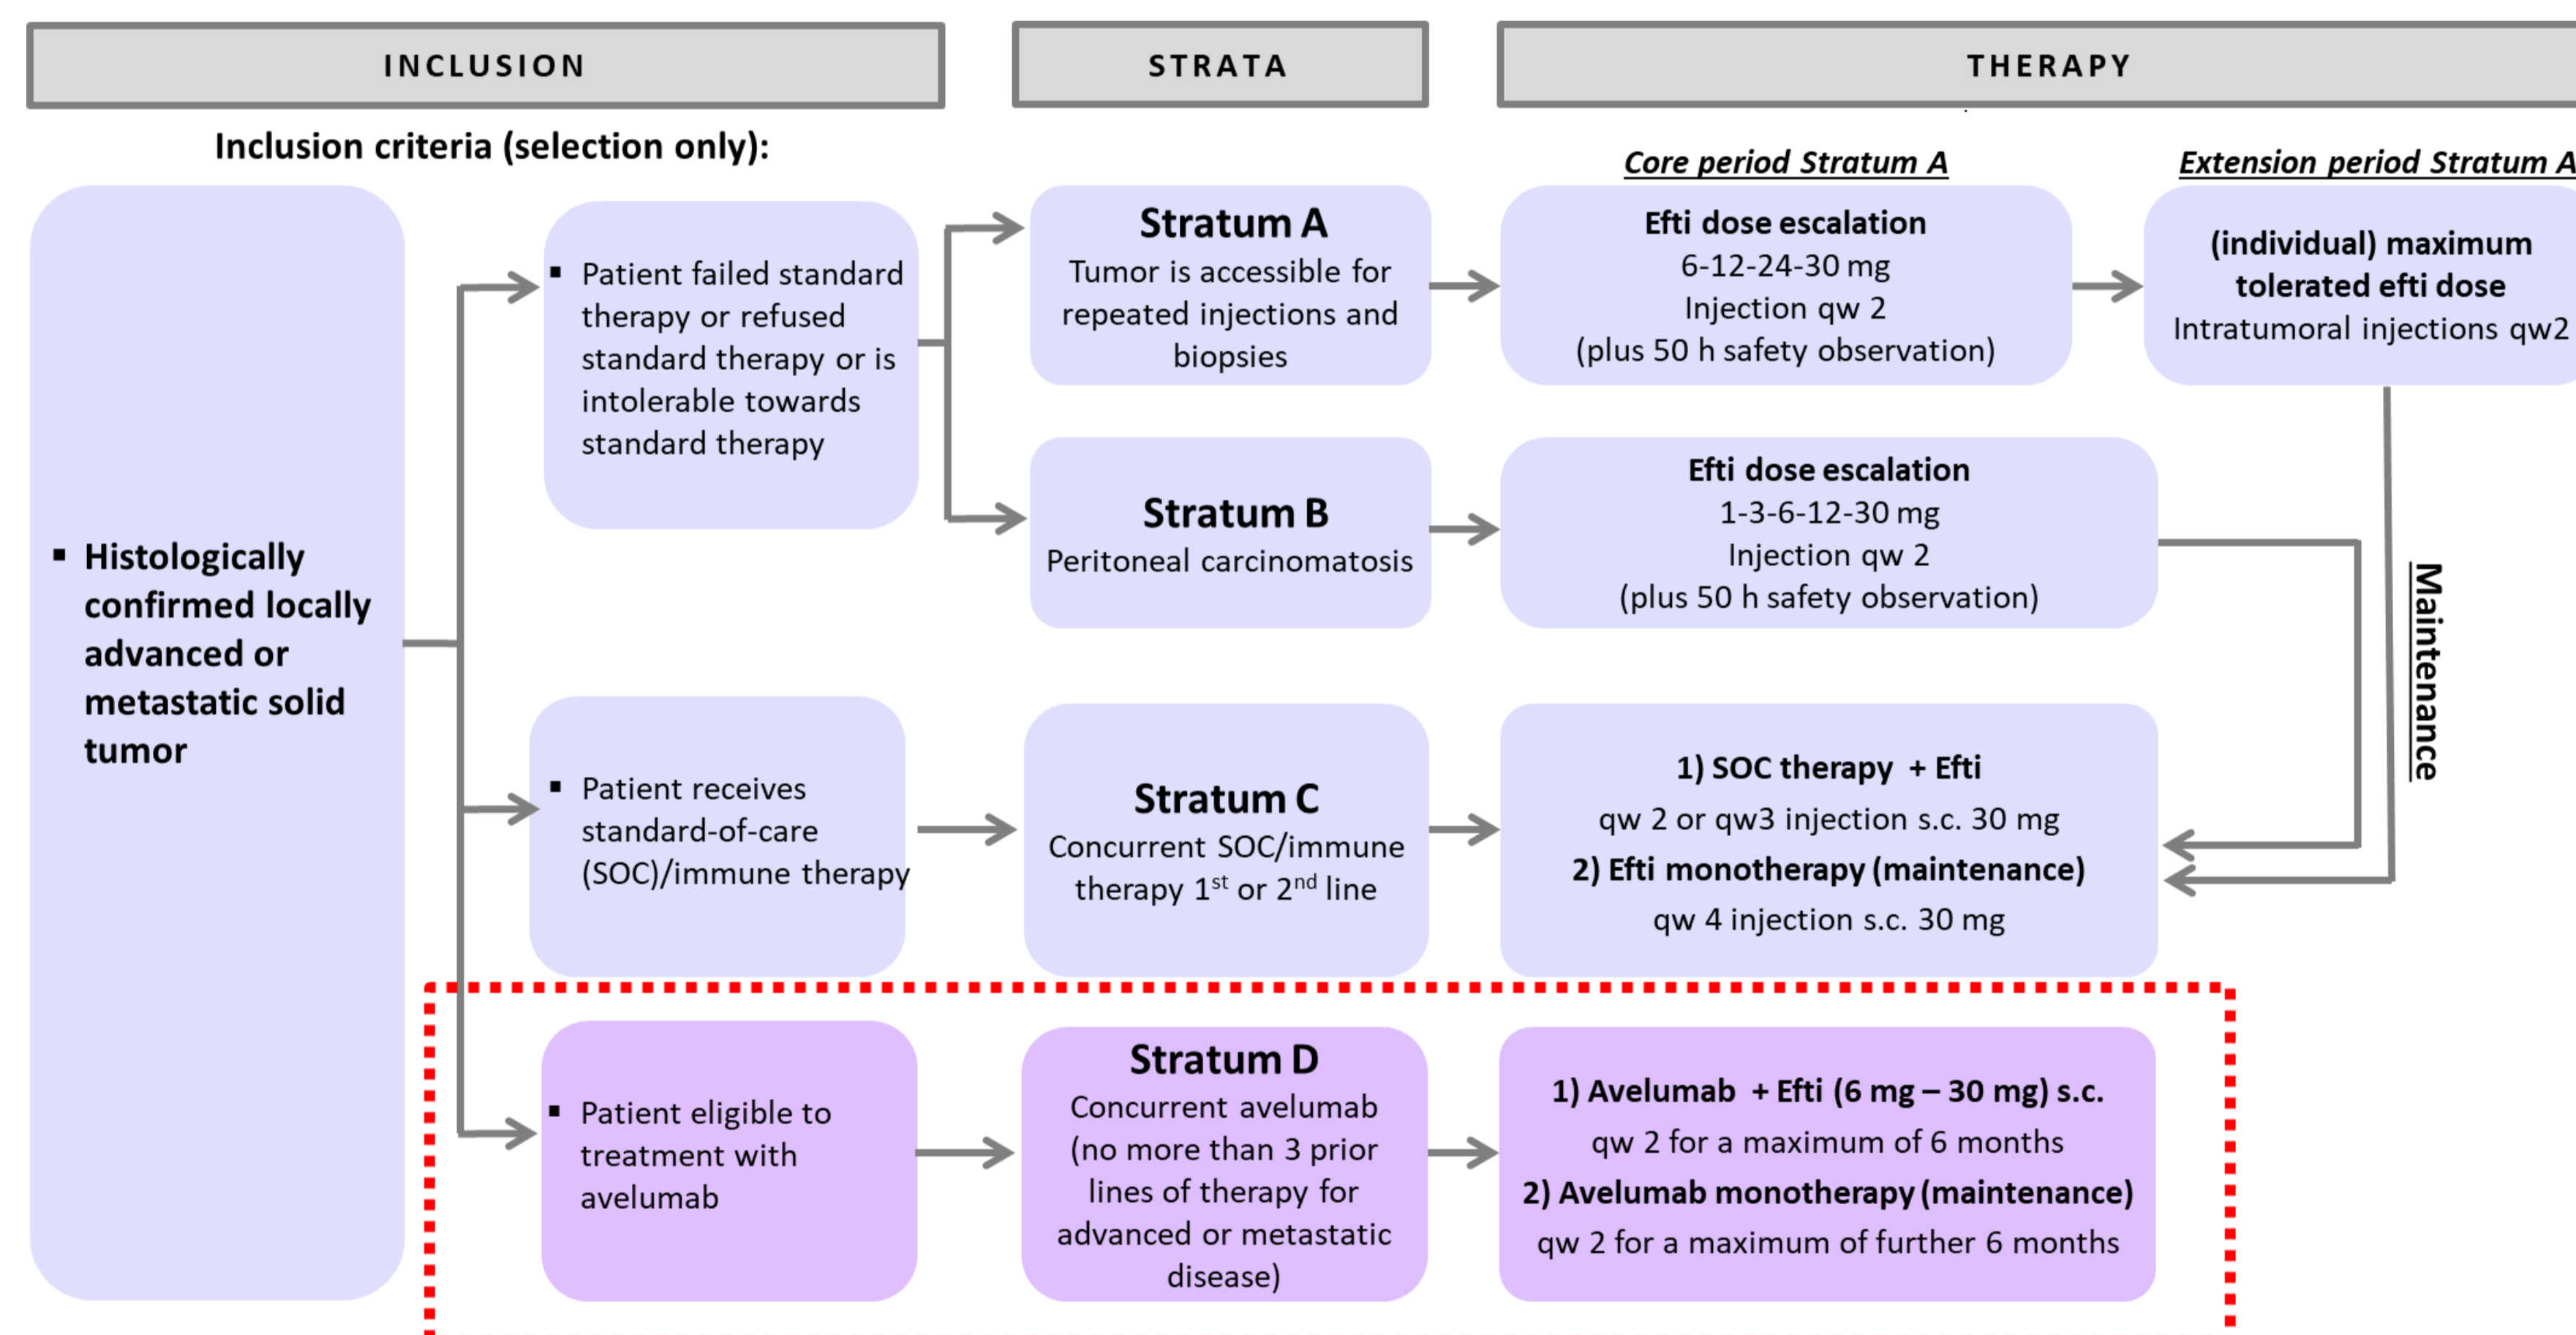 INCLUSION
STRATA
THERAPY
Inclusion criteria (selection only):
Core period Stratum A
Extension period Stratum A
▪ Histologically
confirmed locally
advanced or
metastatic solid
tumor
▪ Patient failed standard
therapy or refused
standard therapy or is
intolerable towards
standard therapy
Stratum A
Tumor is accessible for
repeated injections and
biopsies
Efti dose escalation
6-12-24-30 mg
Injection qw 2
(plus 50 h safety observation)
(individual) maximum
tolerated efti dose
Intratumoral injections qw2
Stratum B
Peritoneal carcinomatosis
Efti dose escalation
1-3-6-12-30 mg
Injection qw 2
(plus 50 h safety observation)
Maintenance
▪ Patient receives
standard-of-care
(SOC)/immune therapy
Stratum C
Concurrent SOC/immune
therapy 1st or 2nd line
1) SOC therapy + Efti
qw 2 or qw3 injection s.c. 30 mg
2) Efti monotherapy (maintenance)
qw 4 injection s.c. 30 mg
▪ Patient eligible to
treatment with
avelumab
Stratum D
Concurrent avelumab
(no more than 3 prior
lines of therapy for
advanced or metastatic
disease)
1) Avelumab + Efti (6 mg – 30 mg) s.c.
qw 2 for a maximum of 6 months
2) Avelumab monotherapy (maintenance)
qw 2 for a maximum of further 6 months